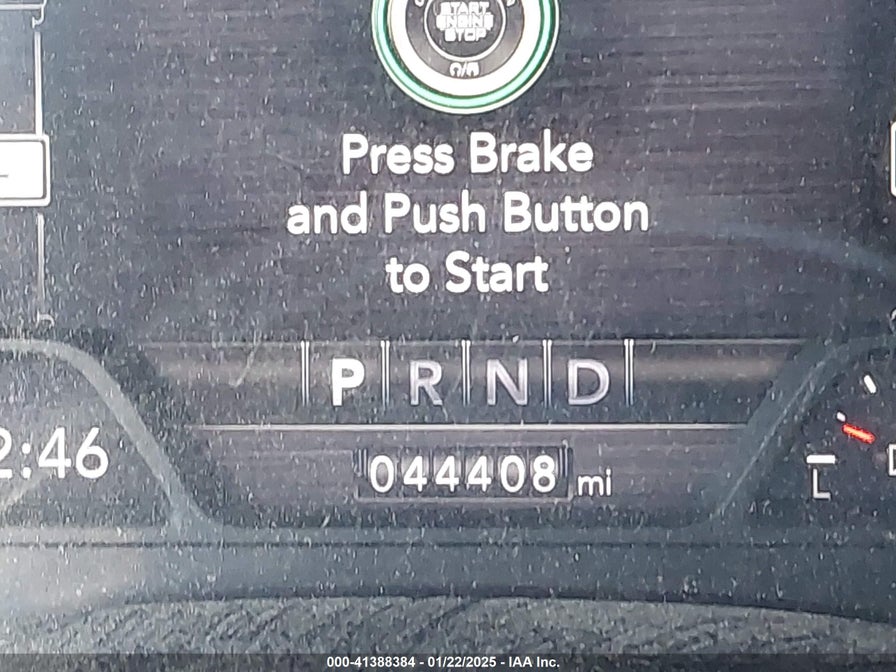 START
ENGINE
STOP
Press Brake
and Push Button
to Start
P R N D
2:46
044408 mi
L
000-41388384 - 01/22/2025 - IAA Inc.